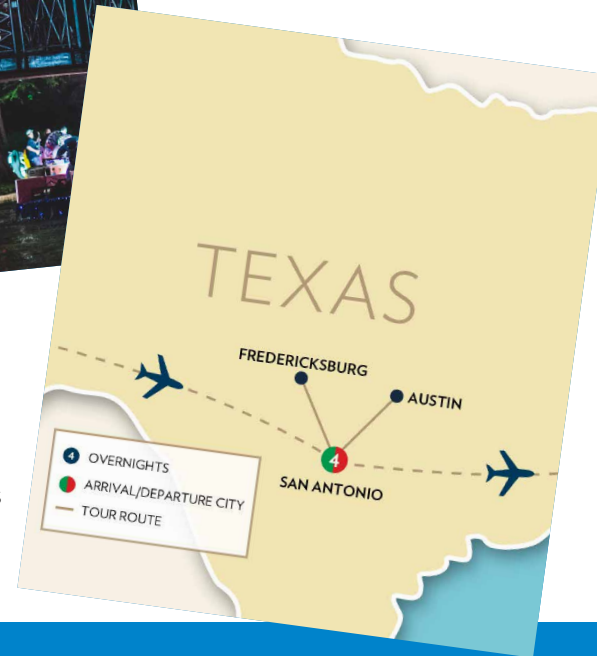 TEXAS
FREDERICKSBURG
AUSTIN
4
SAN ANTONIO
4 OVERNIGHTS
ARRIVAL/DEPARTURE CITY
TOUR ROUTE